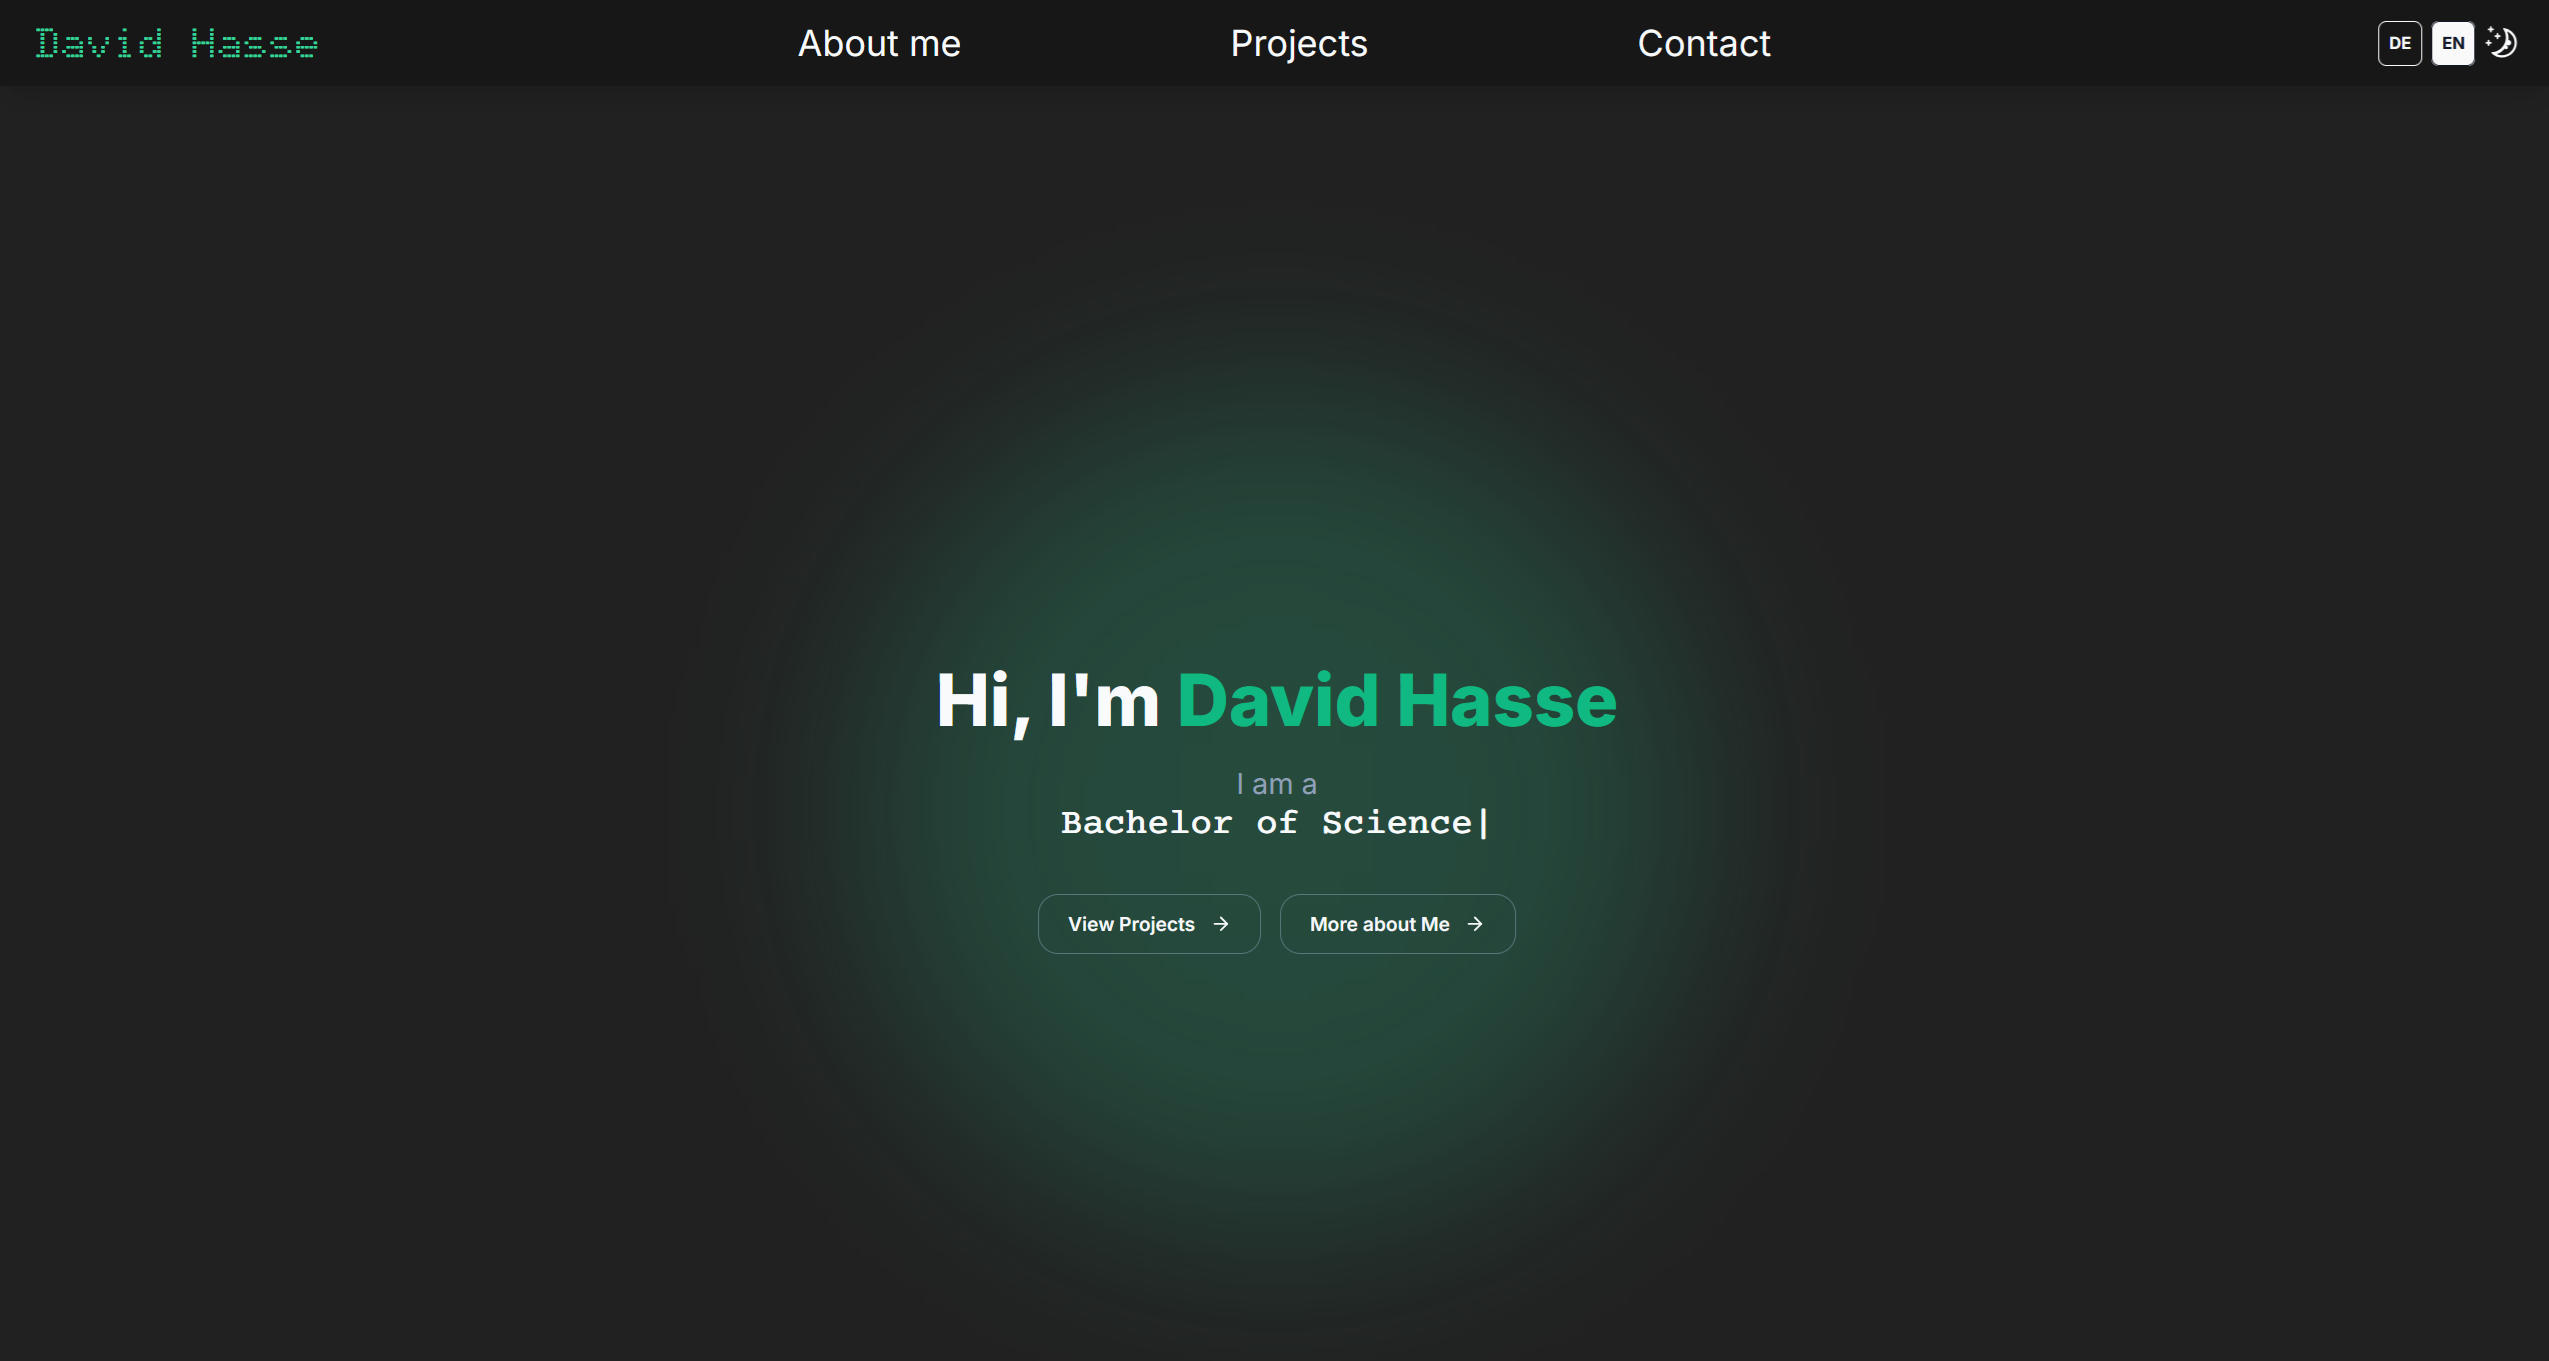 David Hasse
About me
Projects
Contact
DE
EN
Hi, I'm David Hasse
I am a
Bachelor of Science|
View Projects →
More about Me →